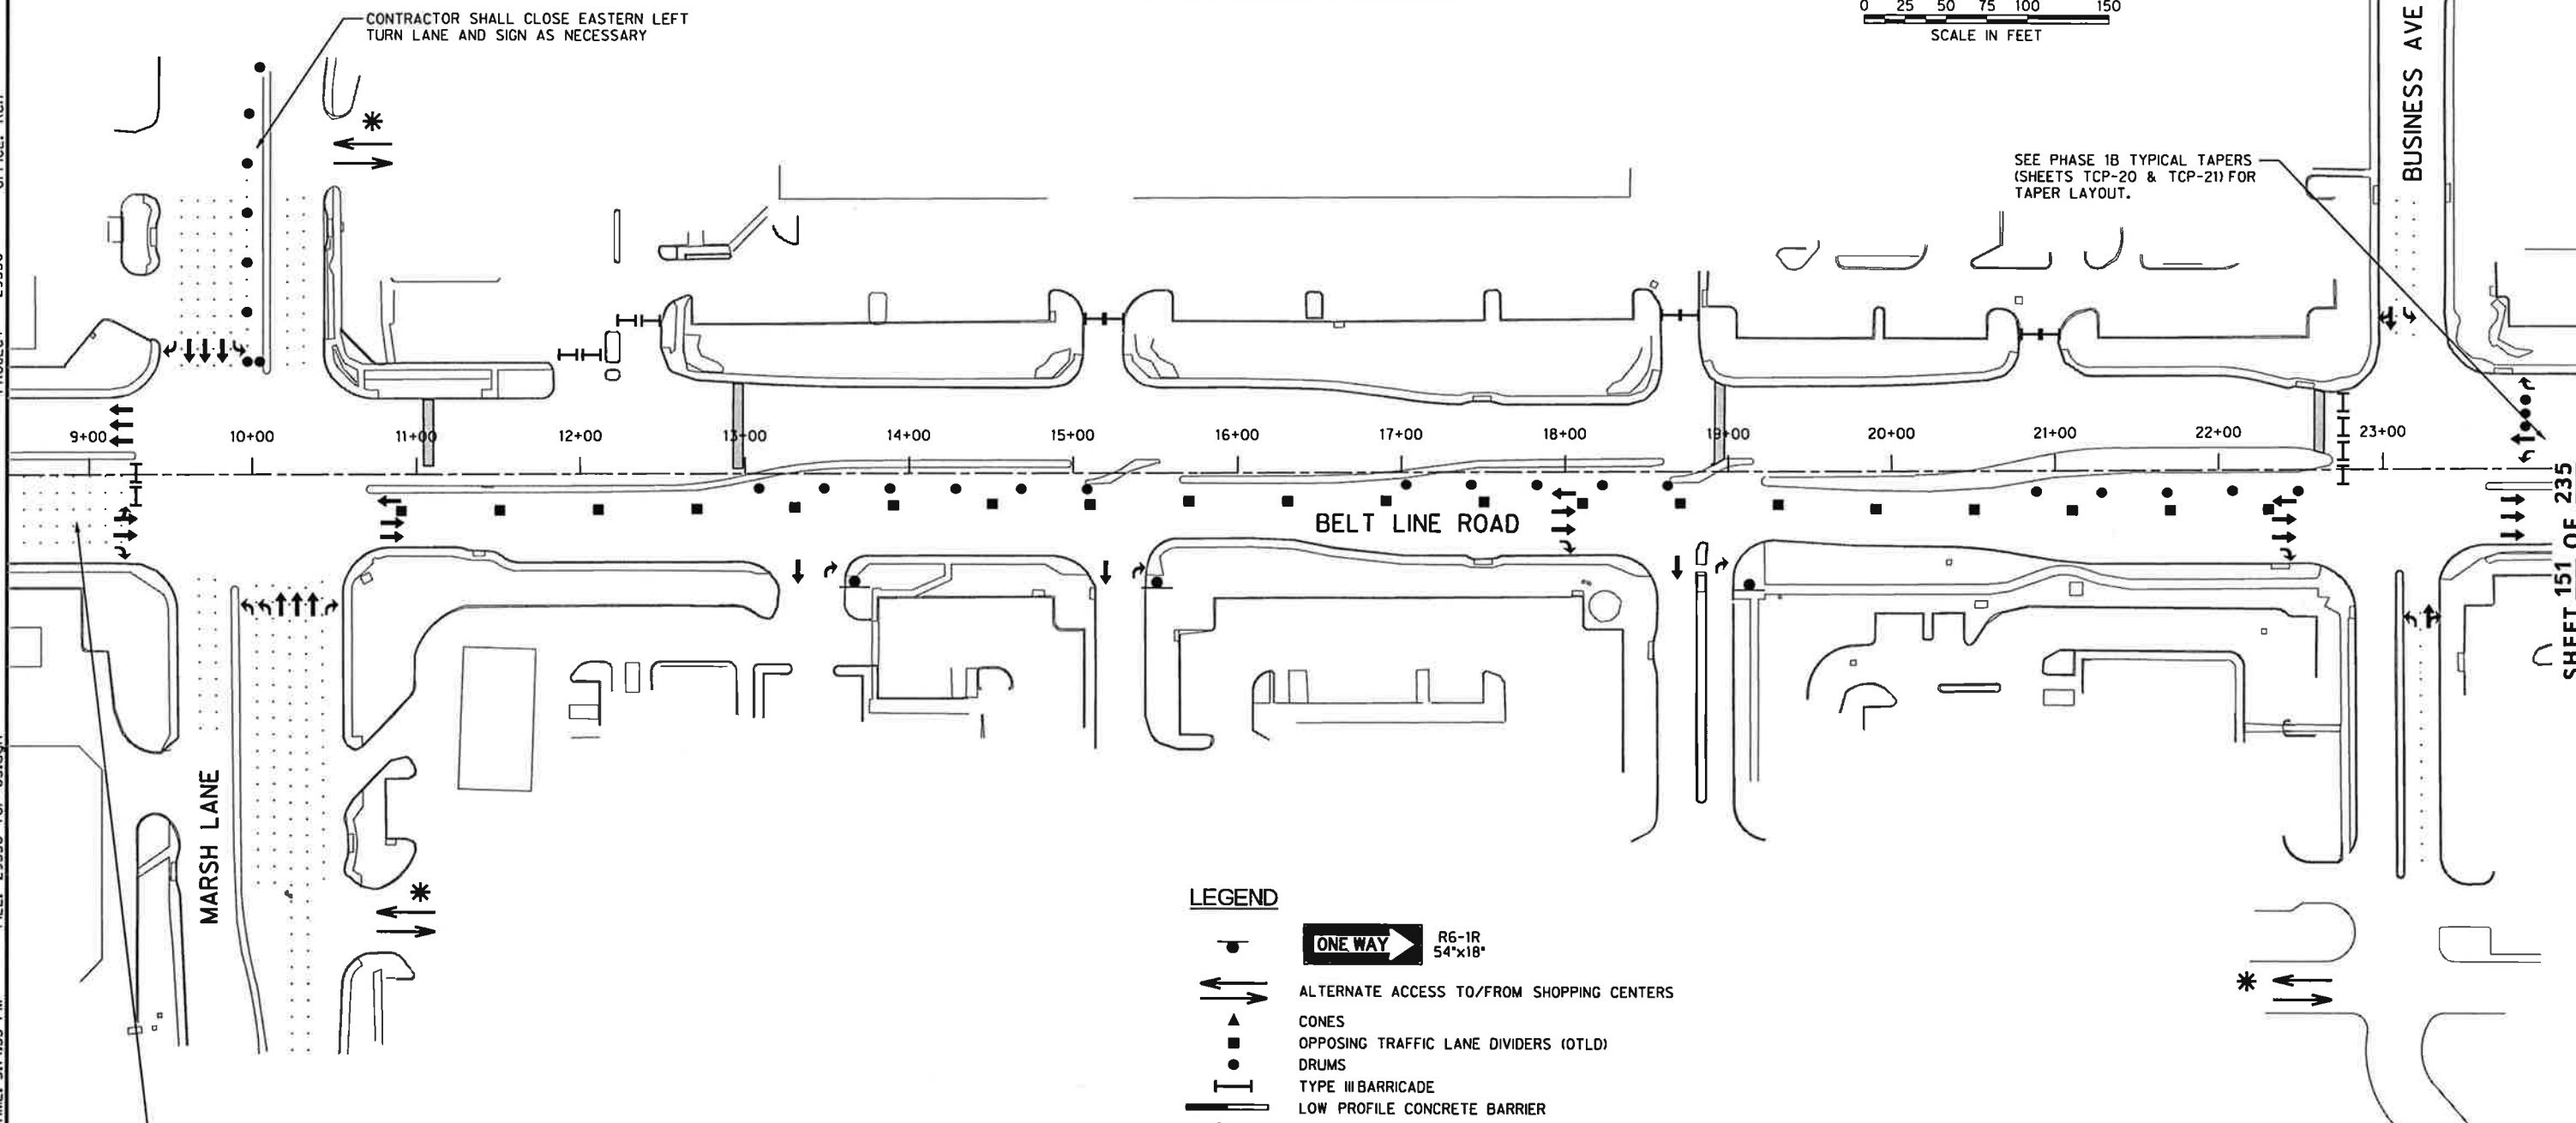 CONTRACTOR SHALL CLOSE EASTERN LEFT
TURN LANE AND SIGN AS NECESSARY
0 25 50 75 100 150
SCALE IN FEET
BUSINESS AVE
SEE PHASE 1B TYPICAL TAPERS
(SHEETS TCP-20 & TCP-21) FOR
TAPER LAYOUT.
9+00 10+00 11+00 12+00 13+00 14+00 15+00 16+00 17+00 18+00 19+00 20+00 21+00 22+00 23+00
BELT LINE ROAD
SHEET 151 OF 235
MARSH LANE
LEGEND
ONE WAY
R6-1R
54"x18"
ALTERNATE ACCESS TO/FROM SHOPPING CENTERS
CONES
OPPOSING TRAFFIC LANE DIVIDERS (OTLD)
DRUMS
TYPE III BARRICADE
LOW PROFILE CONCRETE BARRIER